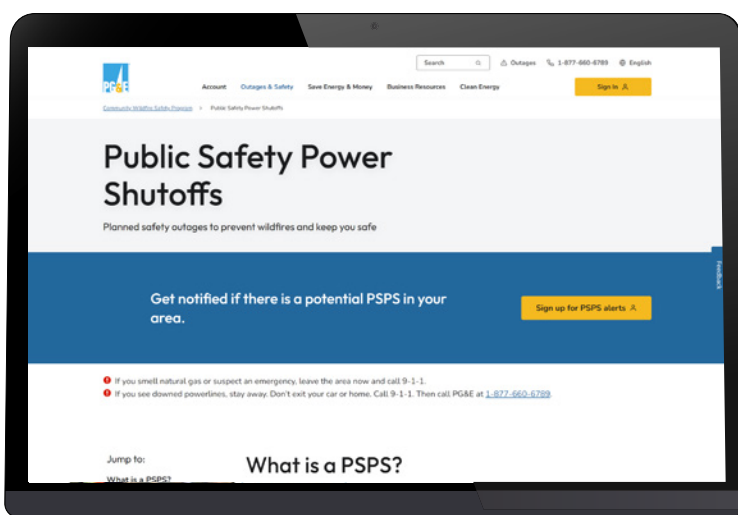 Search
Outages
1-877-660-6789
English
PG&E
Account
Outages & Safety
Save Energy & Money
Business Resources
Clean Energy
Sign in
Community Wildfire Safety Program > Public Safety Power Shutoffs
Public Safety Power
Shutoffs
Planned safety outages to prevent wildfires and keep you safe
Feedback
Get notified if there is a potential PSPS in your
area.
Sign up for PSPS alerts
If you smell natural gas or suspect an emergency, leave the area now and call 9-1-1.
If you see downed powerlines, stay away. Don't exit your car or home. Call 9-1-1. Then call PG&E at 1-877-660-6789.
Jump to:
What is a PSPS?
What is a PSPS?